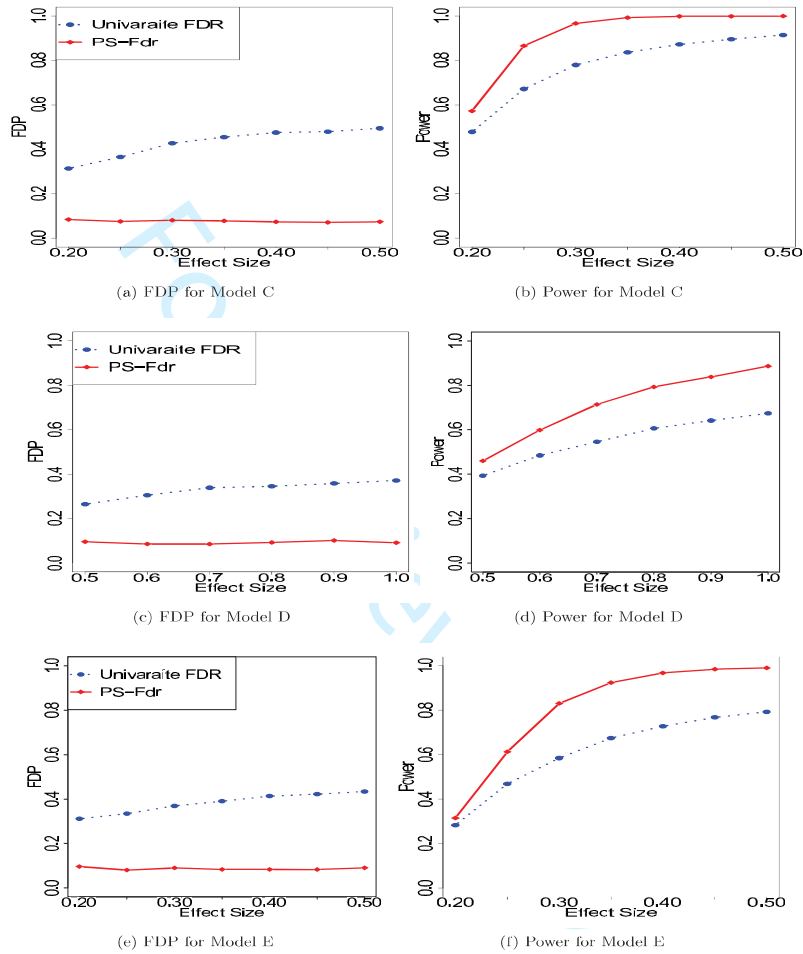 Univaraife FDR
PS-Fdr
FDP
0.0 0.2 0.4 0.6 0.8 1.0
0.20 0.30 0.40 0.50
Effect Size
(a) FDP for Model C
Power
0.0 0.2 0.4 0.6 0.8 1.0
0.20 0.30 0.40 0.50
Effect Size
(b) Power for Model C
Univaraife FDR
PS-Fdr
FDP
0.0 0.2 0.4 0.6 0.8 1.0
0.5 0.6 0.7 0.8 0.9 1.0
Effect Size
(c) FDP for Model D
Power
0.0 0.2 0.4 0.6 0.8 1.0
0.5 0.6 0.7 0.8 0.9 1.0
Effect Size
(d) Power for Model D
Univaraife FDR
PS-Fdr
FDP
0.0 0.2 0.4 0.6 0.8 1.0
0.20 0.30 0.40 0.50
Effect Size
(e) FDP for Model E
Power
0.0 0.2 0.4 0.6 0.8 1.0
0.20 0.30 0.40 0.50
Effect Size
(f) Power for Model E